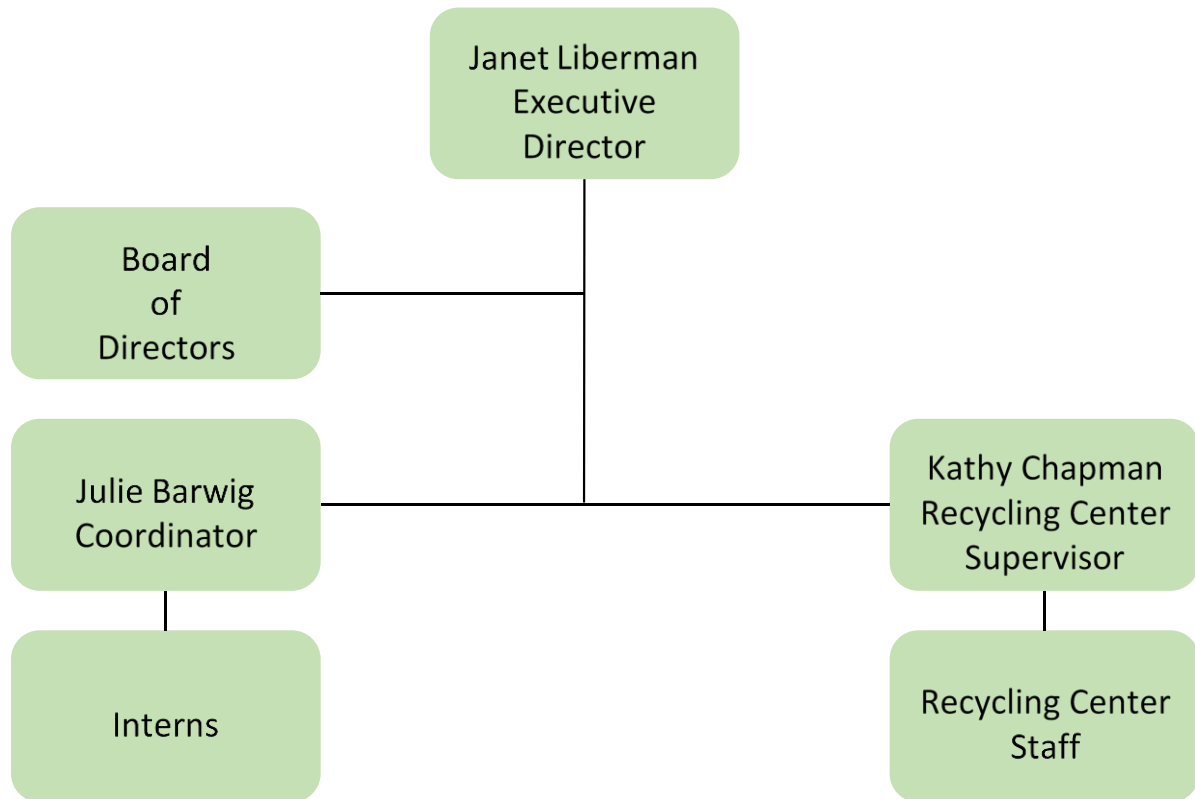 Janet Liberman
Executive
Director
Board
of
Directors
Julie Barwig
Coordinator
Kathy Chapman
Recycling Center
Supervisor
Interns
Recycling Center
Staff